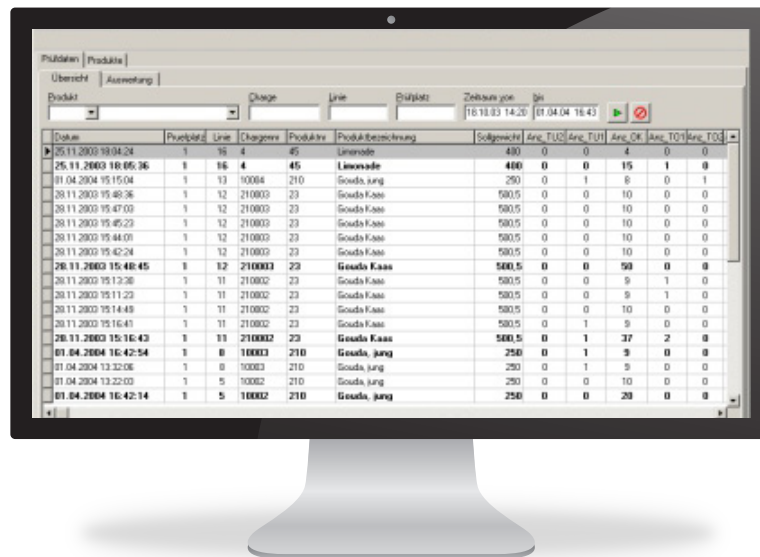 Prüfdaten Produkte
Übersicht Auswertung
Produkt Charge Linie Prüfplatz Zeitraum von bis
18.10.03 14:20 01.04.04 16:43
Datum Pruefplatz Linie Chargennr Produktnr Produktbezeichnung Sollgewicht Anz_TU2 Anz_TU1 Anz_OK Anz_TO1 Anz_TO2
25.11.2003 18:04:24 1 16 4 45 Limonade 400 0 0 4 0 0
25.11.2003 18:05:36 1 16 4 45 Limonade 400 0 0 15 1 0
01.04.2004 15:15:04 1 13 10004 210 Gouda, jung 250 0 1 8 0 1
28.11.2003 15:48:36 1 12 210003 23 Gouda Kaas 500,5 0 0 10 0 0
28.11.2003 15:47:03 1 12 210003 23 Gouda Kaas 500,5 0 0 10 0 0
28.11.2003 15:45:23 1 12 210003 23 Gouda Kaas 500,5 0 0 10 0 0
28.11.2003 15:44:01 1 12 210003 23 Gouda Kaas 500,5 0 0 10 0 0
28.11.2003 15:42:24 1 12 210003 23 Gouda Kaas 500,5 0 0 10 0 0
28.11.2003 15:48:45 1 12 210003 23 Gouda Kaas 500,5 0 0 50 0 0
28.11.2003 15:13:30 1 11 210002 23 Gouda Kaas 500,5 0 0 9 1 0
28.11.2003 15:11:23 1 11 210002 23 Gouda Kaas 500,5 0 0 9 1 0
28.11.2003 15:14:49 1 11 210002 23 Gouda Kaas 500,5 0 0 10 0 0
28.11.2003 15:16:41 1 11 210002 23 Gouda Kaas 500,5 0 1 9 0 0
28.11.2003 15:16:43 1 11 210002 23 Gouda Kaas 500,5 0 1 37 2 0
01.04.2004 16:42:54 1 8 10003 210 Gouda, jung 250 0 1 9 0 0
01.04.2004 13:32:06 1 8 10003 210 Gouda, jung 250 0 1 9 0 0
01.04.2004 13:22:03 1 5 10002 210 Gouda, jung 250 0 0 10 0 0
01.04.2004 16:42:14 1 5 10002 210 Gouda, jung 250 0 0 20 0 0